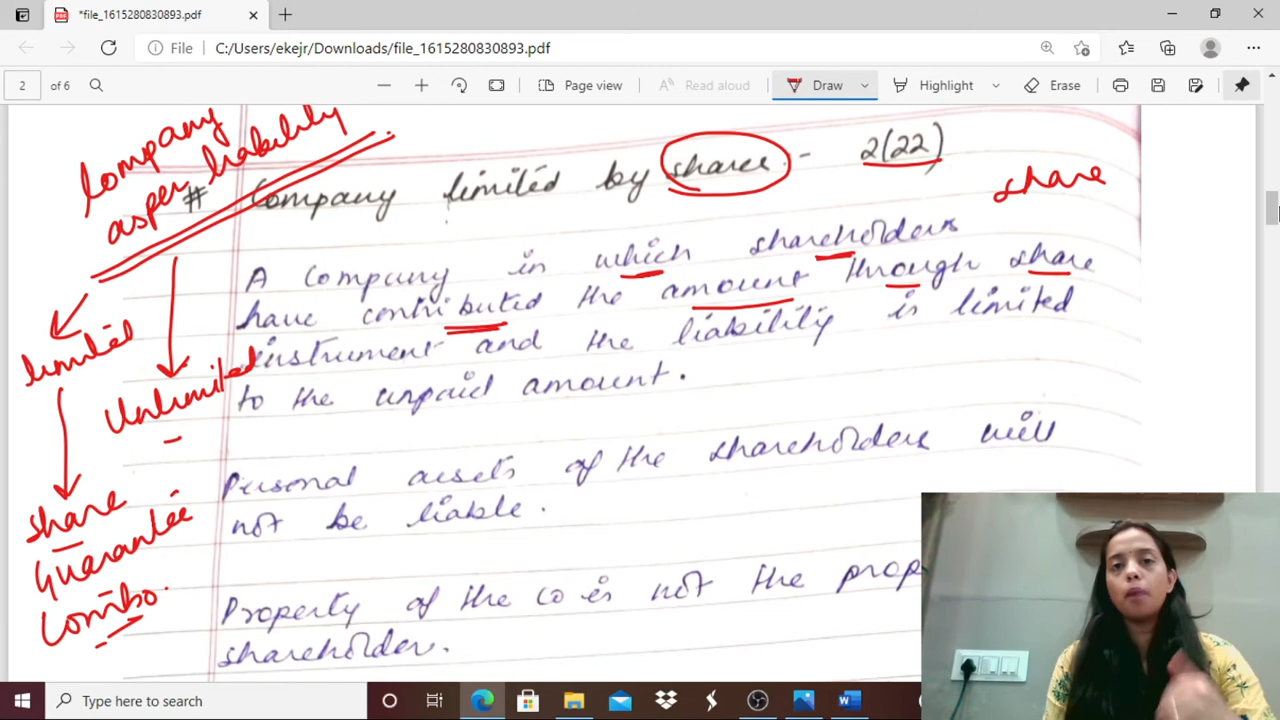 *file_1615280830893.pdf
File C:/Users/ekejr/Downloads/file_1615280830893.pdf
2 of 6 Page view Read aloud Draw Highlight Erase
Company
as per liability
limited
Unlimited
share
Guarantee
Combo.
# Company limited by shares - 2(22)
share
A Company in which shareholders
have contributed the amount through share
instrument and the liability is limited
to the unpaid amount.
Personal assets of the shareholders will
not be liable.
Property of the co is not the prop
shareholder.
Type here to search